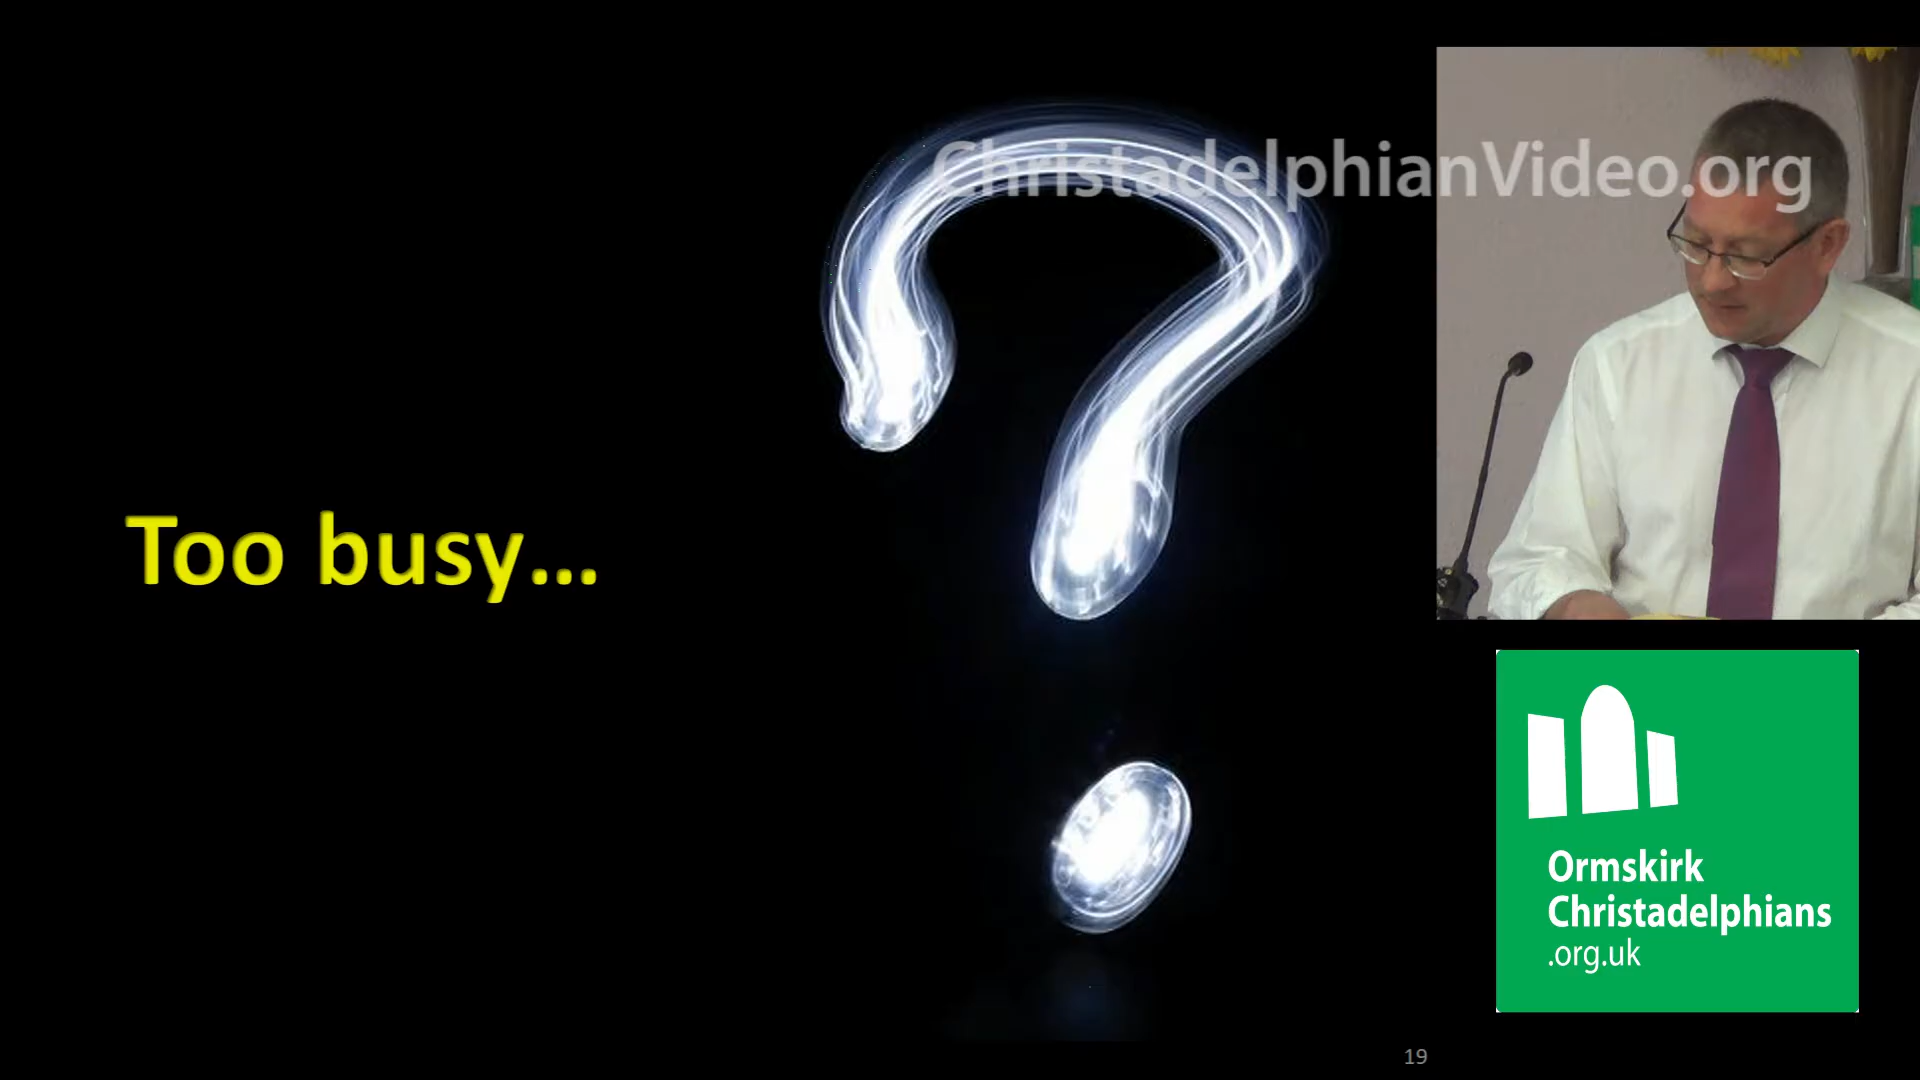 ChristadelphianVideo.org
Too busy...
Ormskirk
Christadelphians
.org.uk
19